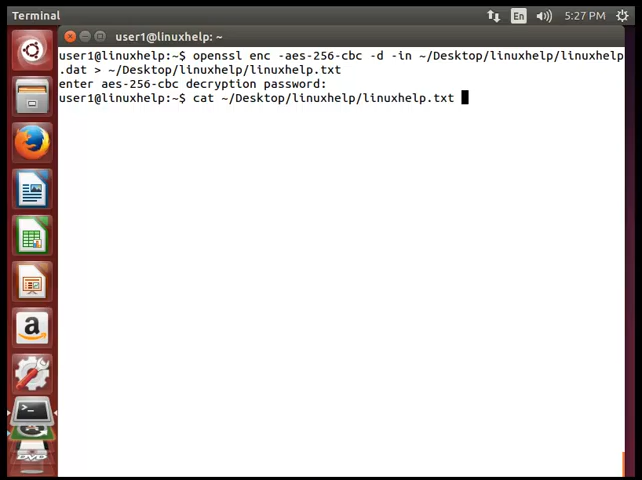 Terminal
En
5:27 PM
user1@linuxhelp: ~
user1@linuxhelp:~$ openssl enc -aes-256-cbc -d -in ~/Desktop/linuxhelp/linuxhelp
.dat > ~/Desktop/linuxhelp/linuxhelp.txt
enter aes-256-cbc decryption password:
user1@linuxhelp:~$ cat ~/Desktop/linuxhelp/linuxhelp.txt
a
>_
DVD